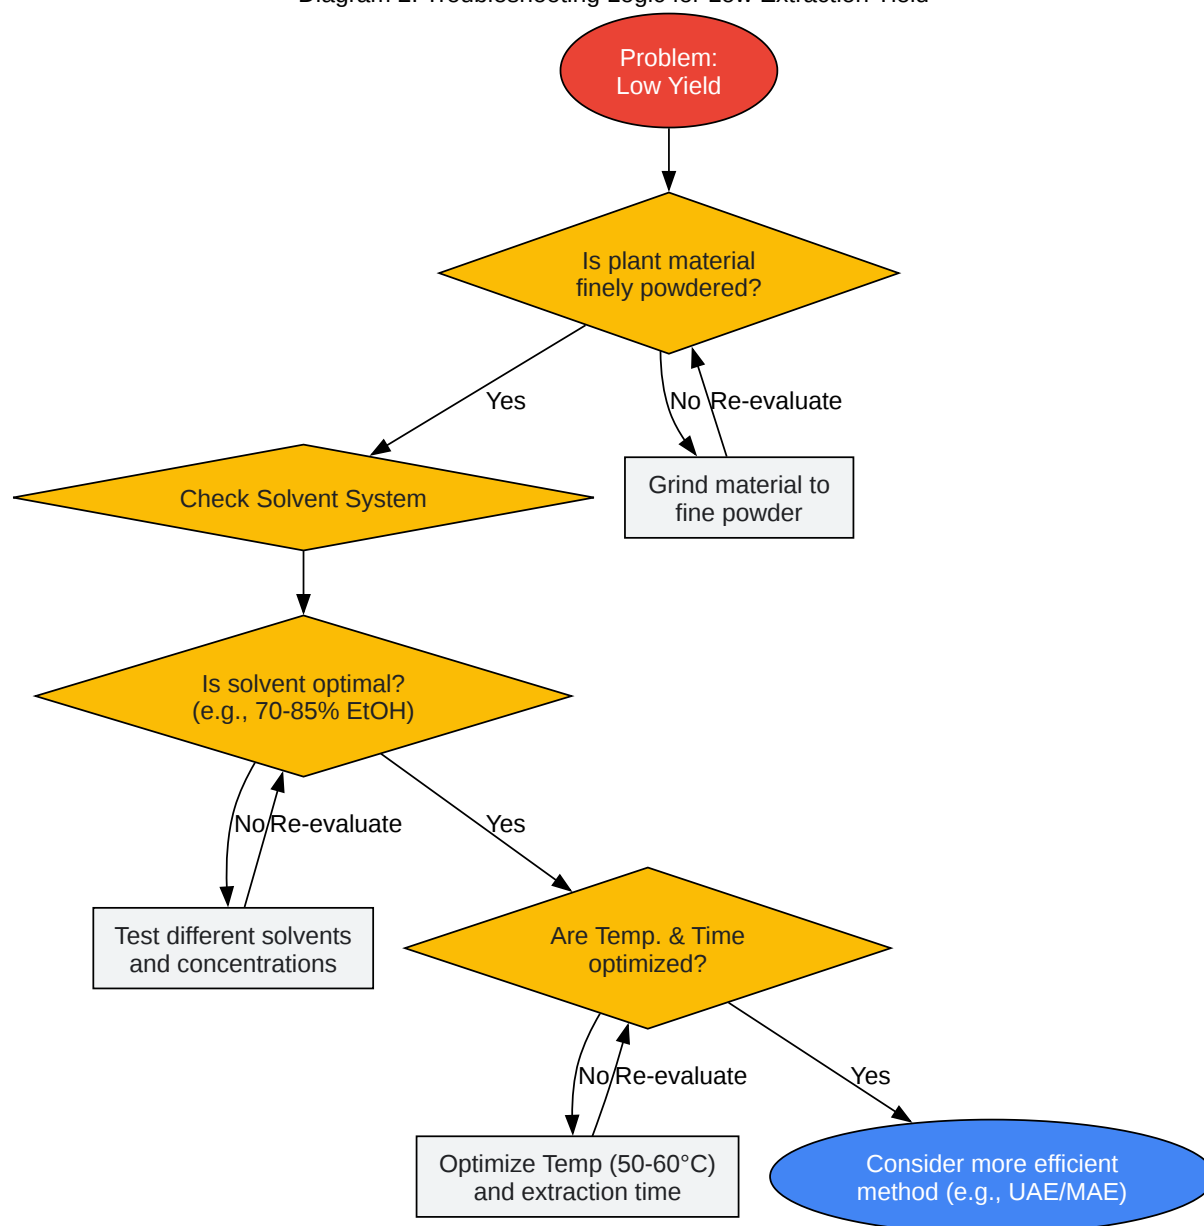 Problem:
Low Yield
Is plant material
finely powdered?
Yes
No
Re-evaluate
Check Solvent System
Grind material to
fine powder
Is solvent optimal?
(e.g., 70-85% EtOH)
No
Re-evaluate
Yes
Test different solvents
and concentrations
Are Temp. & Time
optimized?
No
Re-evaluate
Yes
Optimize Temp (50-60°C)
and extraction time
Consider more efficient
method (e.g., UAE/MAE)